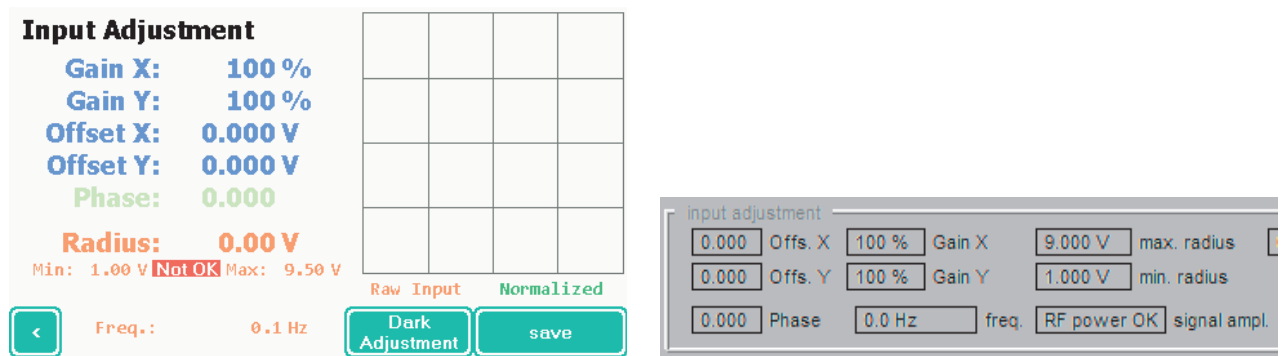 Input Adjustment
Gain X: 100 %
Gain Y: 100 %
Offset X: 0.000 V
Offset Y: 0.000 V
Phase: 0.000
Radius: 0.00 V
Min: 1.00 V Not OK Max: 9.50 V
Raw Input Normalized
< Freq.: 0.1 Hz Dark Adjustment save
input adjustment
0.000 Offs. X 100 % Gain X 9.000 V max. radius
0.000 Offs. Y 100 % Gain Y 1.000 V min. radius
0.000 Phase 0.0 Hz freq. RF power OK signal ampl.